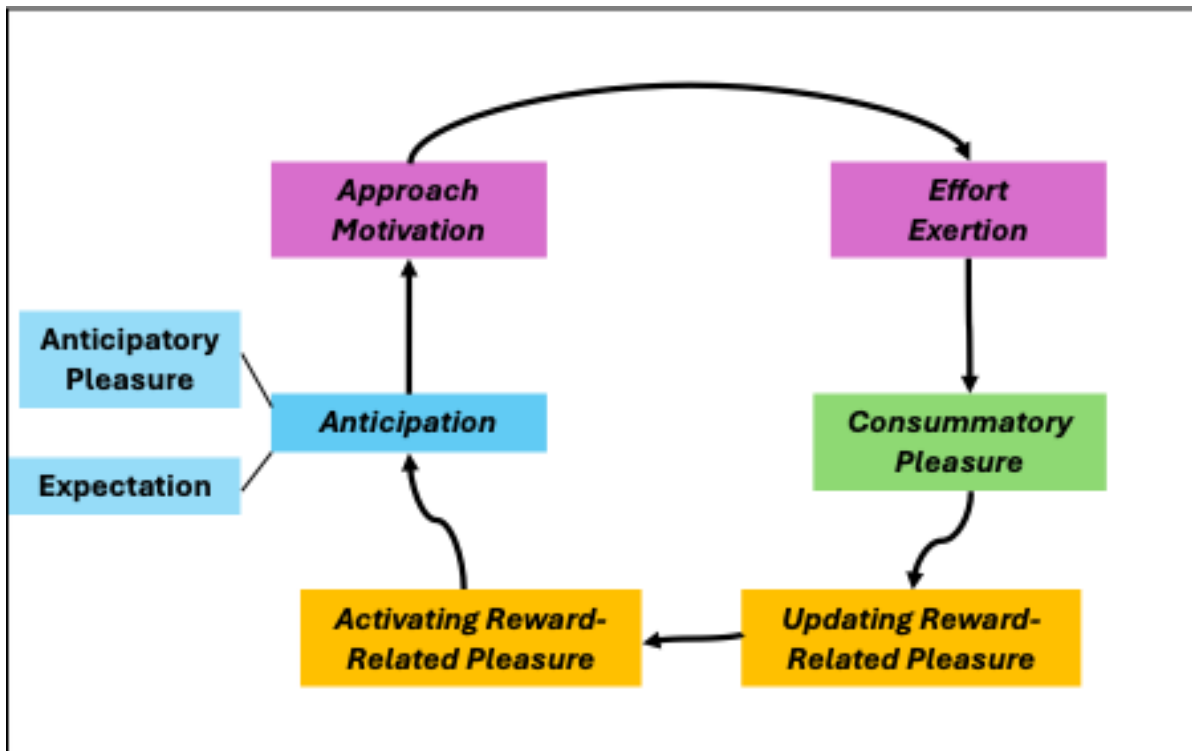 Approach
Motivation
Effort
Exertion
Anticipatory
Pleasure
Anticipation
Expectation
Consummatory
Pleasure
Activating Reward-
Related Pleasure
Updating Reward-
Related Pleasure